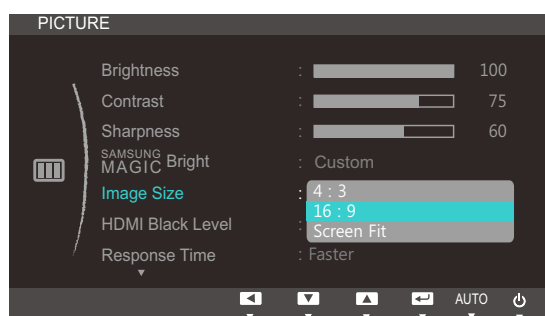 PICTURE
Brightness : 100
Contrast : 75
Sharpness : 60
SAMSUNG
MAGIC Bright : Custom
Image Size : 4 : 3
16 : 9
HDMI Black Level :
Screen Fit
Response Time : Faster
AUTO